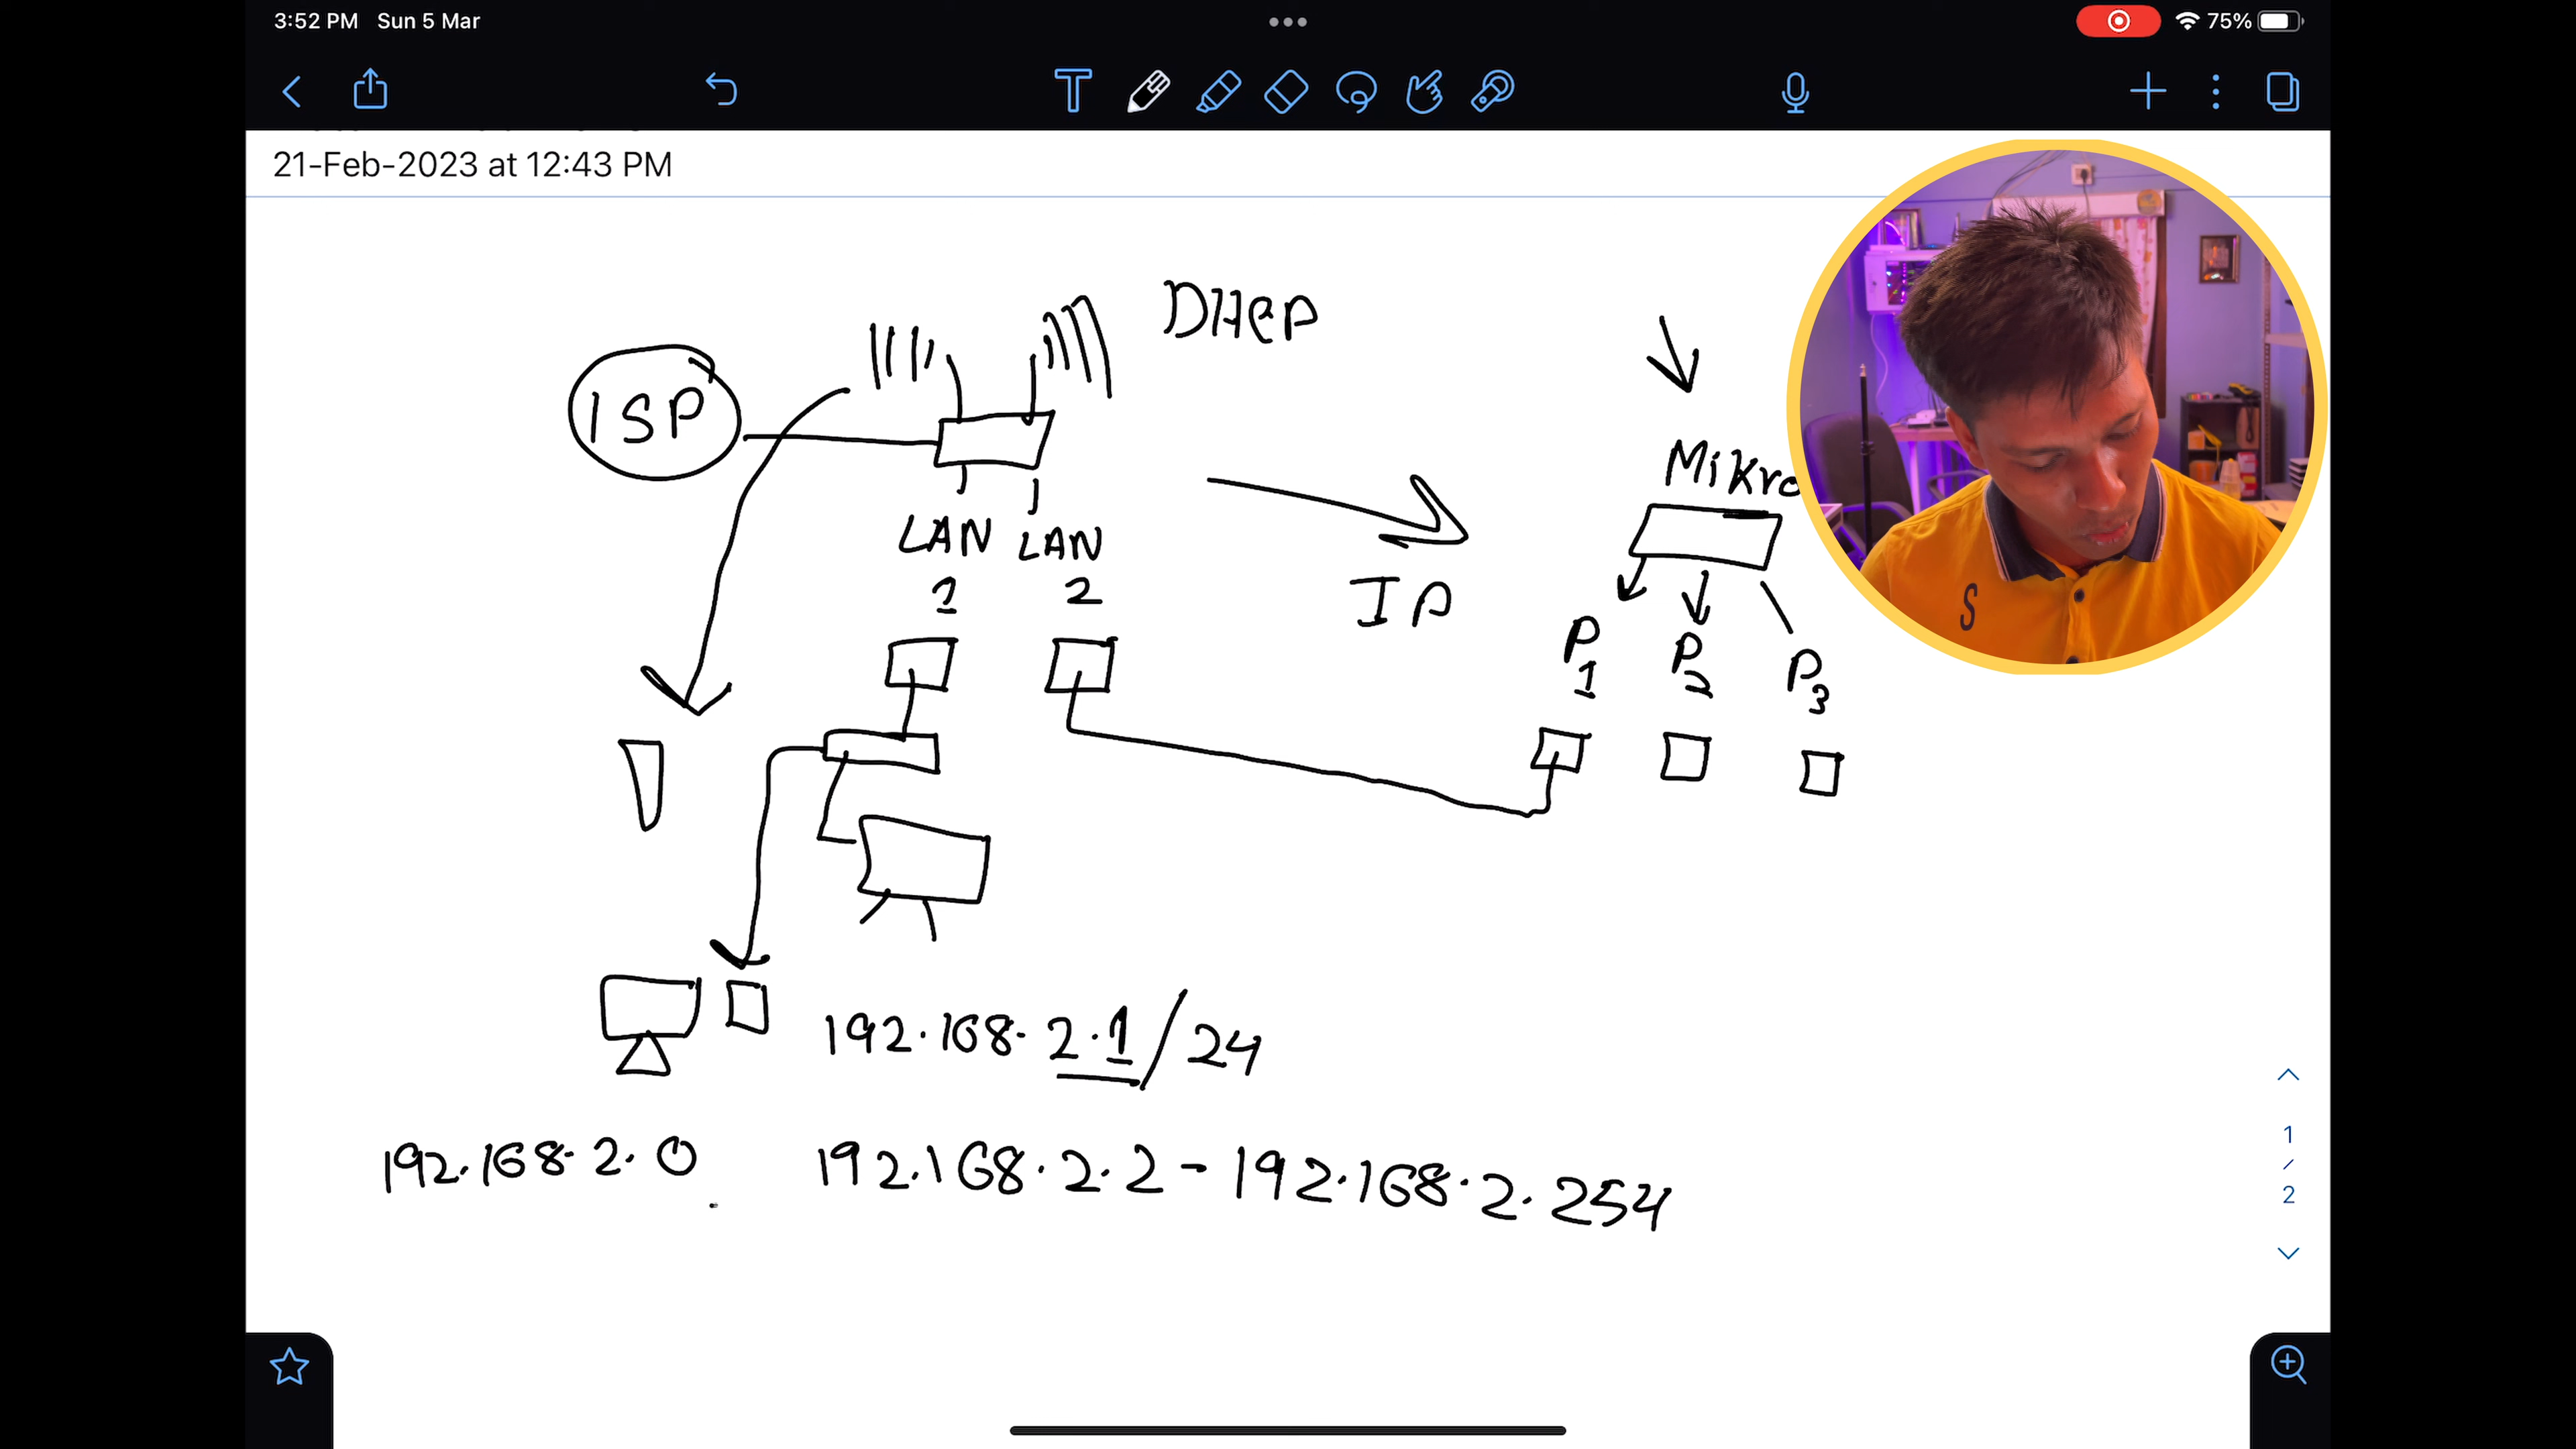 3:52 PM Sun 5 Mar
75%
21-Feb-2023 at 12:43 PM
DHCP
ISP
Mikro
LAN LAN
1 2
IP
P1 P2 P3
192.168.2.1/24
192.168.2.0
192.168.2.2 - 192.168.2.254
1
/
2
S